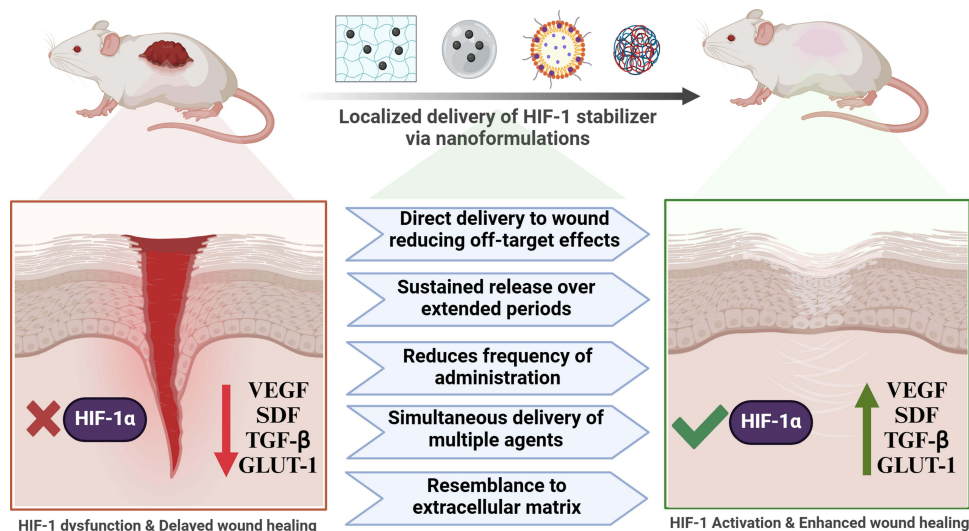 Localized delivery of HIF-1 stabilizer
via nanoformulations
HIF-1α
VEGF
SDF
TGF-β
GLUT-1
HIF-1 dysfunction & Delayed wound healing
Direct delivery to wound
reducing off-target effects
Sustained release over
extended periods
Reduces frequency of
administration
Simultaneous delivery of
multiple agents
Resemblance to
extracellular matrix
HIF-1α
VEGF
SDF
TGF-β
GLUT-1
HIF-1 Activation & Enhanced wound healing